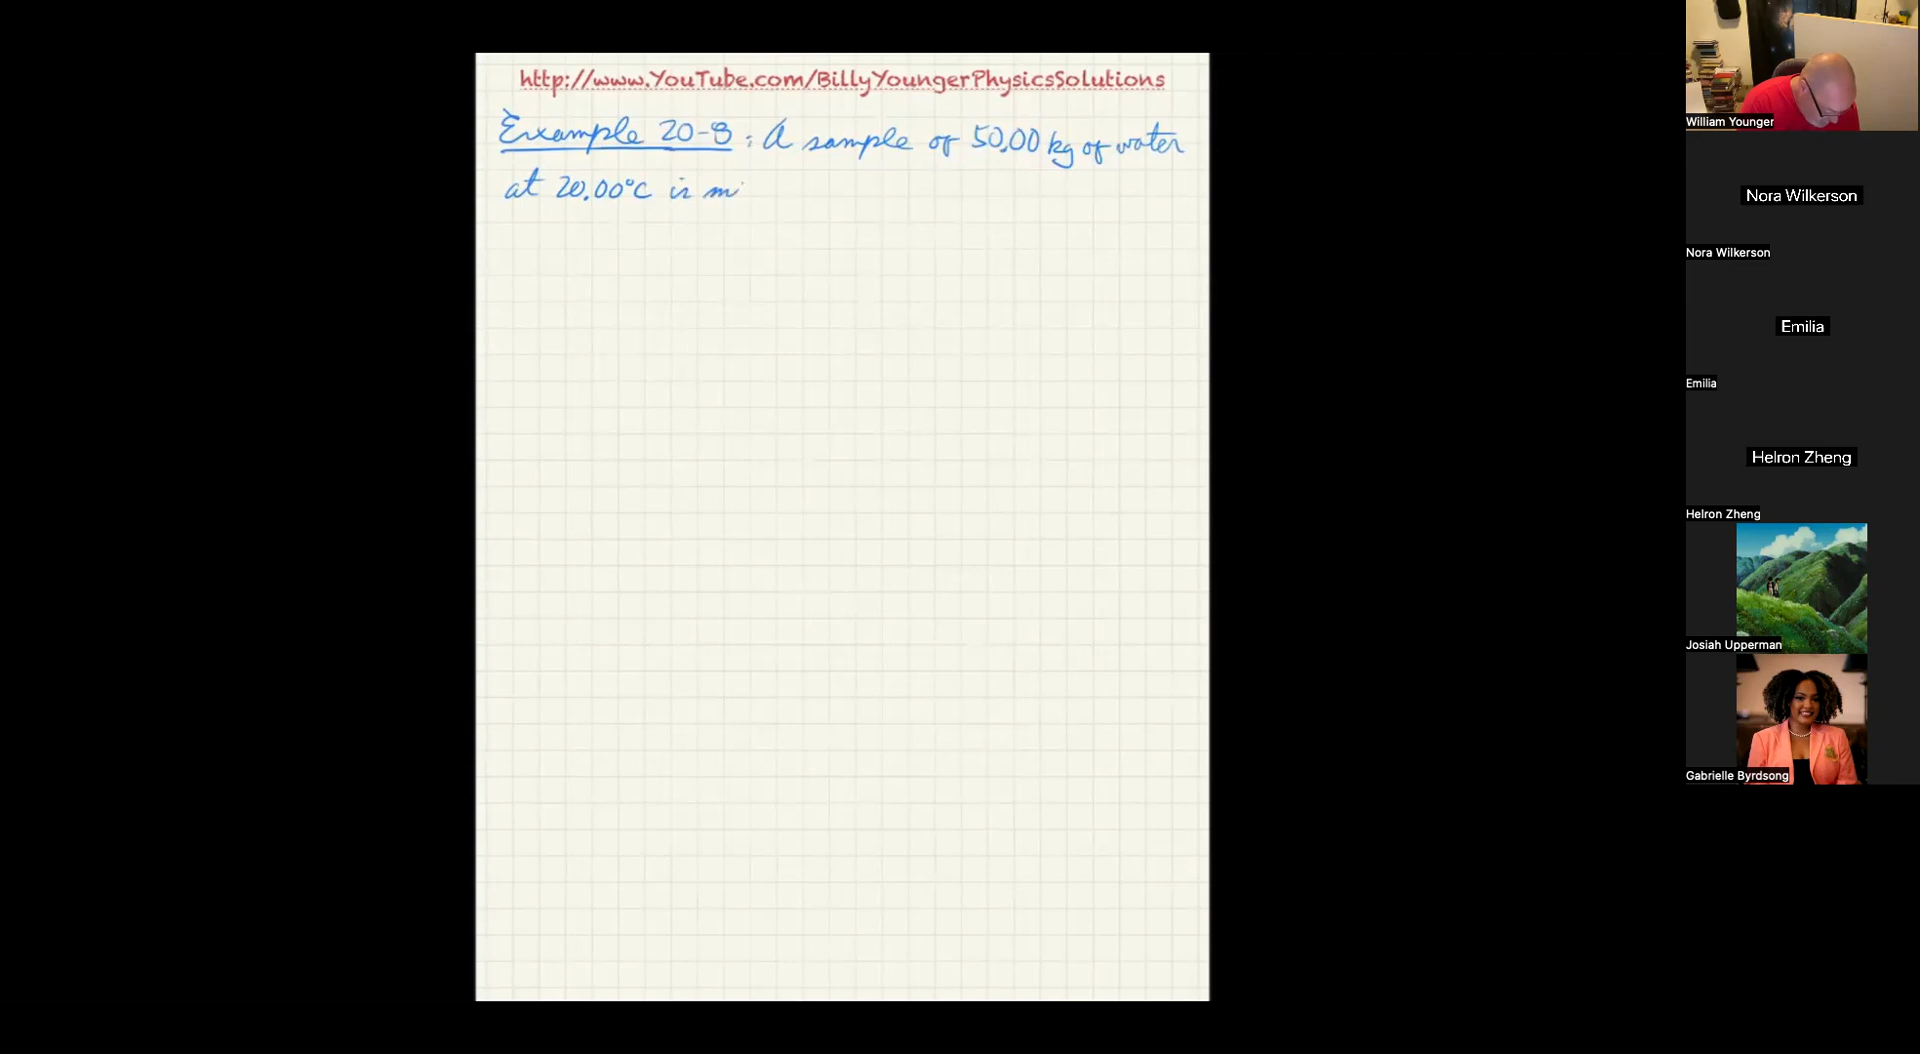 http://www.YouTube.com/BillyYoungerPhysicsSolutions
Example 20-8: A sample of 50.00 kg of water
at 20.00°C is mi
William Younger
Nora Wilkerson
Nora Wilkerson
Emilia
Emilia
Helron Zheng
Helron Zheng
Josiah Upperman
Gabrielle Byrdsong